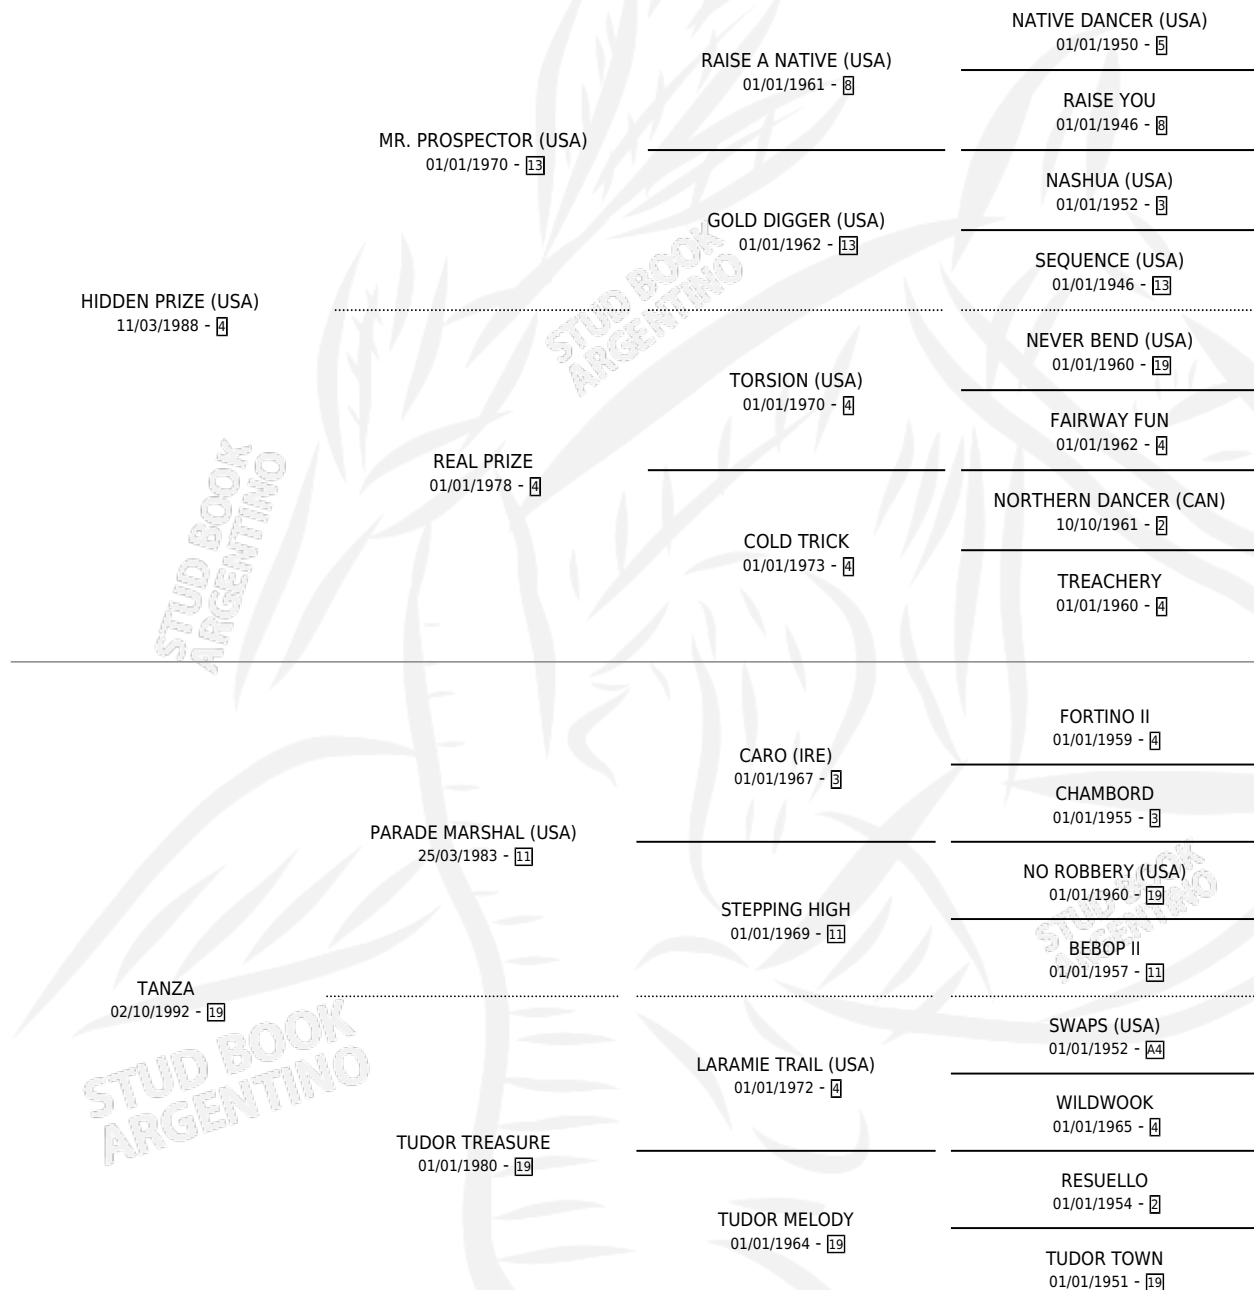 NATIVE DANCER (USA)
01/01/1950 - 5
RAISE A NATIVE (USA)
01/01/1961 - 8
RAISE YOU
01/01/1946 - 8
MR. PROSPECTOR (USA)
01/01/1970 - 13
NASHUA (USA)
01/01/1952 - 3
GOLD DIGGER (USA)
01/01/1962 - 13
SEQUENCE (USA)
01/01/1946 - 13
HIDDEN PRIZE (USA)
11/03/1988 - 4
STUD BOOK
ARGENTINO
NEVER BEND (USA)
01/01/1960 - 19
TORSION (USA)
01/01/1970 - 4
FAIRWAY FUN
01/01/1962 - 4
REAL PRIZE
01/01/1978 - 4
NORTHERN DANCER (CAN)
10/10/1961 - 2
COLD TRICK
01/01/1973 - 4
TREACHERY
01/01/1960 - 4
STUD BOOK
ARGENTINO
FORTINO II
01/01/1959 - 4
CARO (IRE)
01/01/1967 - 3
CHAMBORD
01/01/1955 - 3
PARADE MARSHAL (USA)
25/03/1983 - 11
NO ROBBERY (USA)
01/01/1960 - 19
STEPPING HIGH
01/01/1969 - 11
STUD BOOK
ARGENTINO
BEBOP II
01/01/1957 - 11
TANZA
02/10/1992 - 19
STUD BOOK
ARGENTINO
SWAPS (USA)
01/01/1952 - A4
LARAMIE TRAIL (USA)
01/01/1972 - 4
WILDWOOK
01/01/1965 - 4
TUDOR TREASURE
01/01/1980 - 19
RESUELLO
01/01/1954 - 2
TUDOR MELODY
01/01/1964 - 19
TUDOR TOWN
01/01/1951 - 19